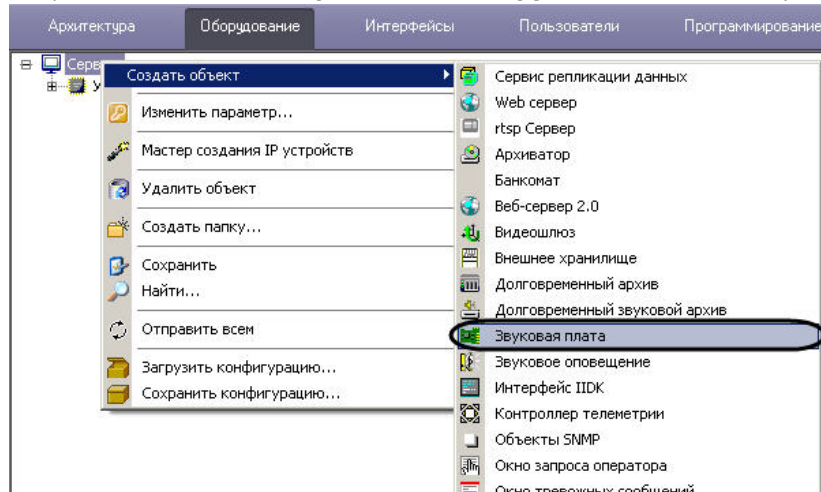 Архитектура Оборудование Интерфейсы Пользователи Программирование
Создать объект
Изменить параметр...
Мастер создания IP устройств
Удалить объект
Создать папку...
Сохранить
Найти...
Отправить всем
Загрузить конфигурацию...
Сохранить конфигурацию...
Сервис репликации данных
Web сервер
rtsp Сервер
Архиватор
Банкомат
Веб-сервер 2.0
Видеошлюз
Внешнее хранилище
Долговременный архив
Долговременный звуковой архив
Звуковая плата
Звуковое оповещение
Интерфейс IIDK
Контроллер телеметрии
Объекты SNMP
Окно запроса оператора
Окно тревожных сообщений